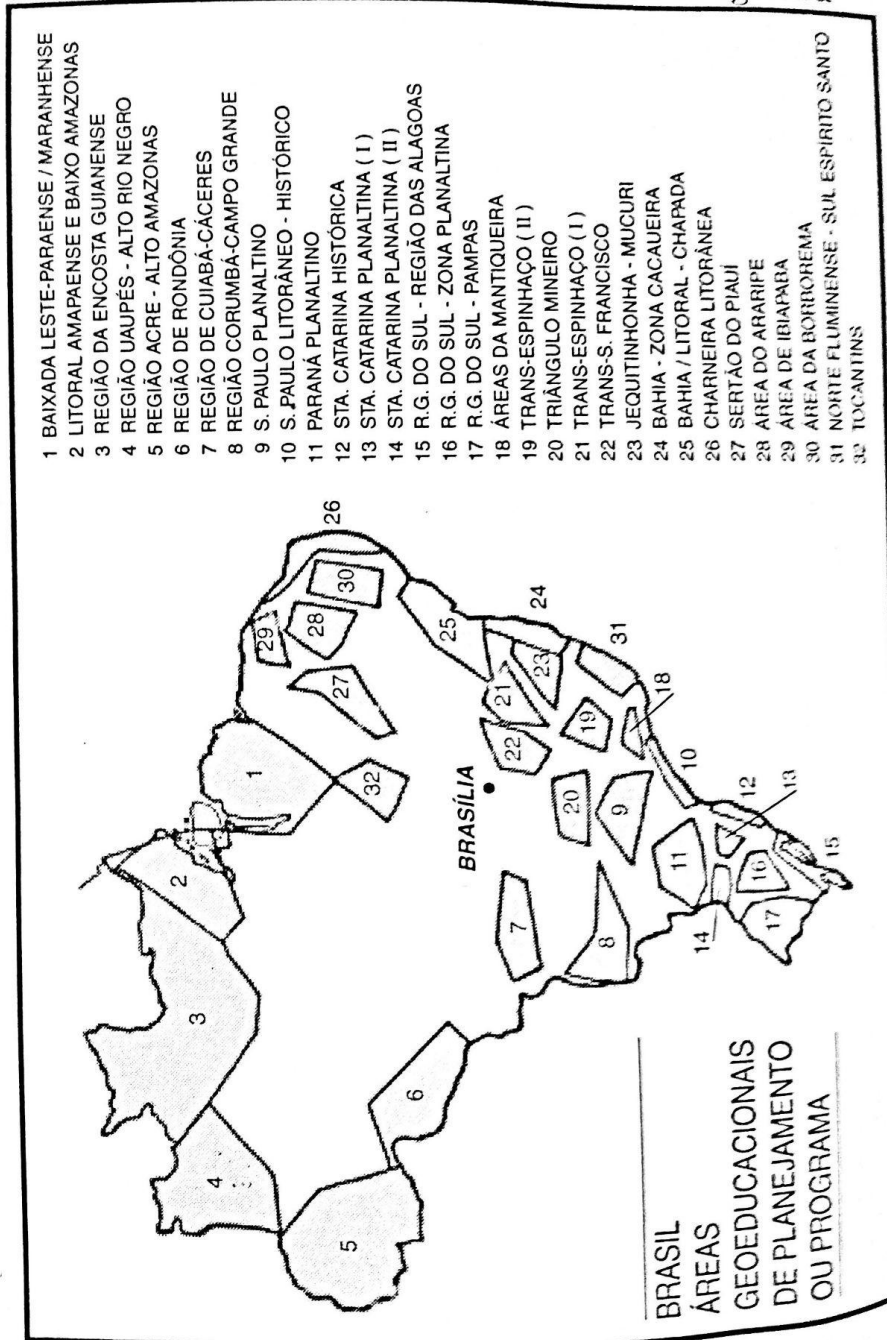 1 BAIXADA LESTE-PARAENSE / MARANHENSE
2 LITORAL AMAPAENSE E BAIXO AMAZONAS
3 REGIÃO DA ENCOSTA GUIANENSE
4 REGIÃO UAUPÉS - ALTO RIO NEGRO
5 REGIÃO ACRE - ALTO AMAZONAS
6 REGIÃO DE RONDÔNIA
7 REGIÃO DE CUIABÁ-CÁCERES
8 REGIÃO CORUMBÁ-CAMPO GRANDE
9 S. PAULO PLANALTINO
10 S. PAULO LITORÂNEO - HISTÓRICO
11 PARANÁ PLANALTINO
12 STA. CATARINA HISTÓRICA
13 STA. CATARINA PLANALTINA ( I )
14 STA. CATARINA PLANALTINA ( II )
15 R.G. DO SUL - REGIÃO DAS ALAGOAS
16 R.G. DO SUL - ZONA PLANALTINA
17 R.G. DO SUL - PAMPAS
18 ÁREAS DA MANTIQUEIRA
19 TRANS-ESPINHAÇO ( II )
20 TRIÂNGULO MINEIRO
21 TRANS-ESPINHAÇO ( I )
22 TRANS-S. FRANCISCO
23 JEQUITINHONHA - MUCURI
24 BAHIA - ZONA CACAUEIRA
25 BAHIA / LITORAL - CHAPADA
26 CHARNEIRA LITORÂNEA
27 SERTÃO DO PIAUÍ
28 ÁREA DO ARARIPE
29 ÁREA DE IBIAPABA
30 ÁREA DA BORBOREMA
31 NORTE FLUMINENSE - SUL ESPÍRITO SANTO
32 TOCANTINS
1
2
3
4
5
6
7
8
9
10
11
12
13
14
15
16
17
18
19
20
21
22
23
24
25
26
27
28
29
30
31
32
BRASÍLIA
BRASIL
ÁREAS
GEOEDUCACIONAIS
DE PLANEJAMENTO
OU PROGRAMA